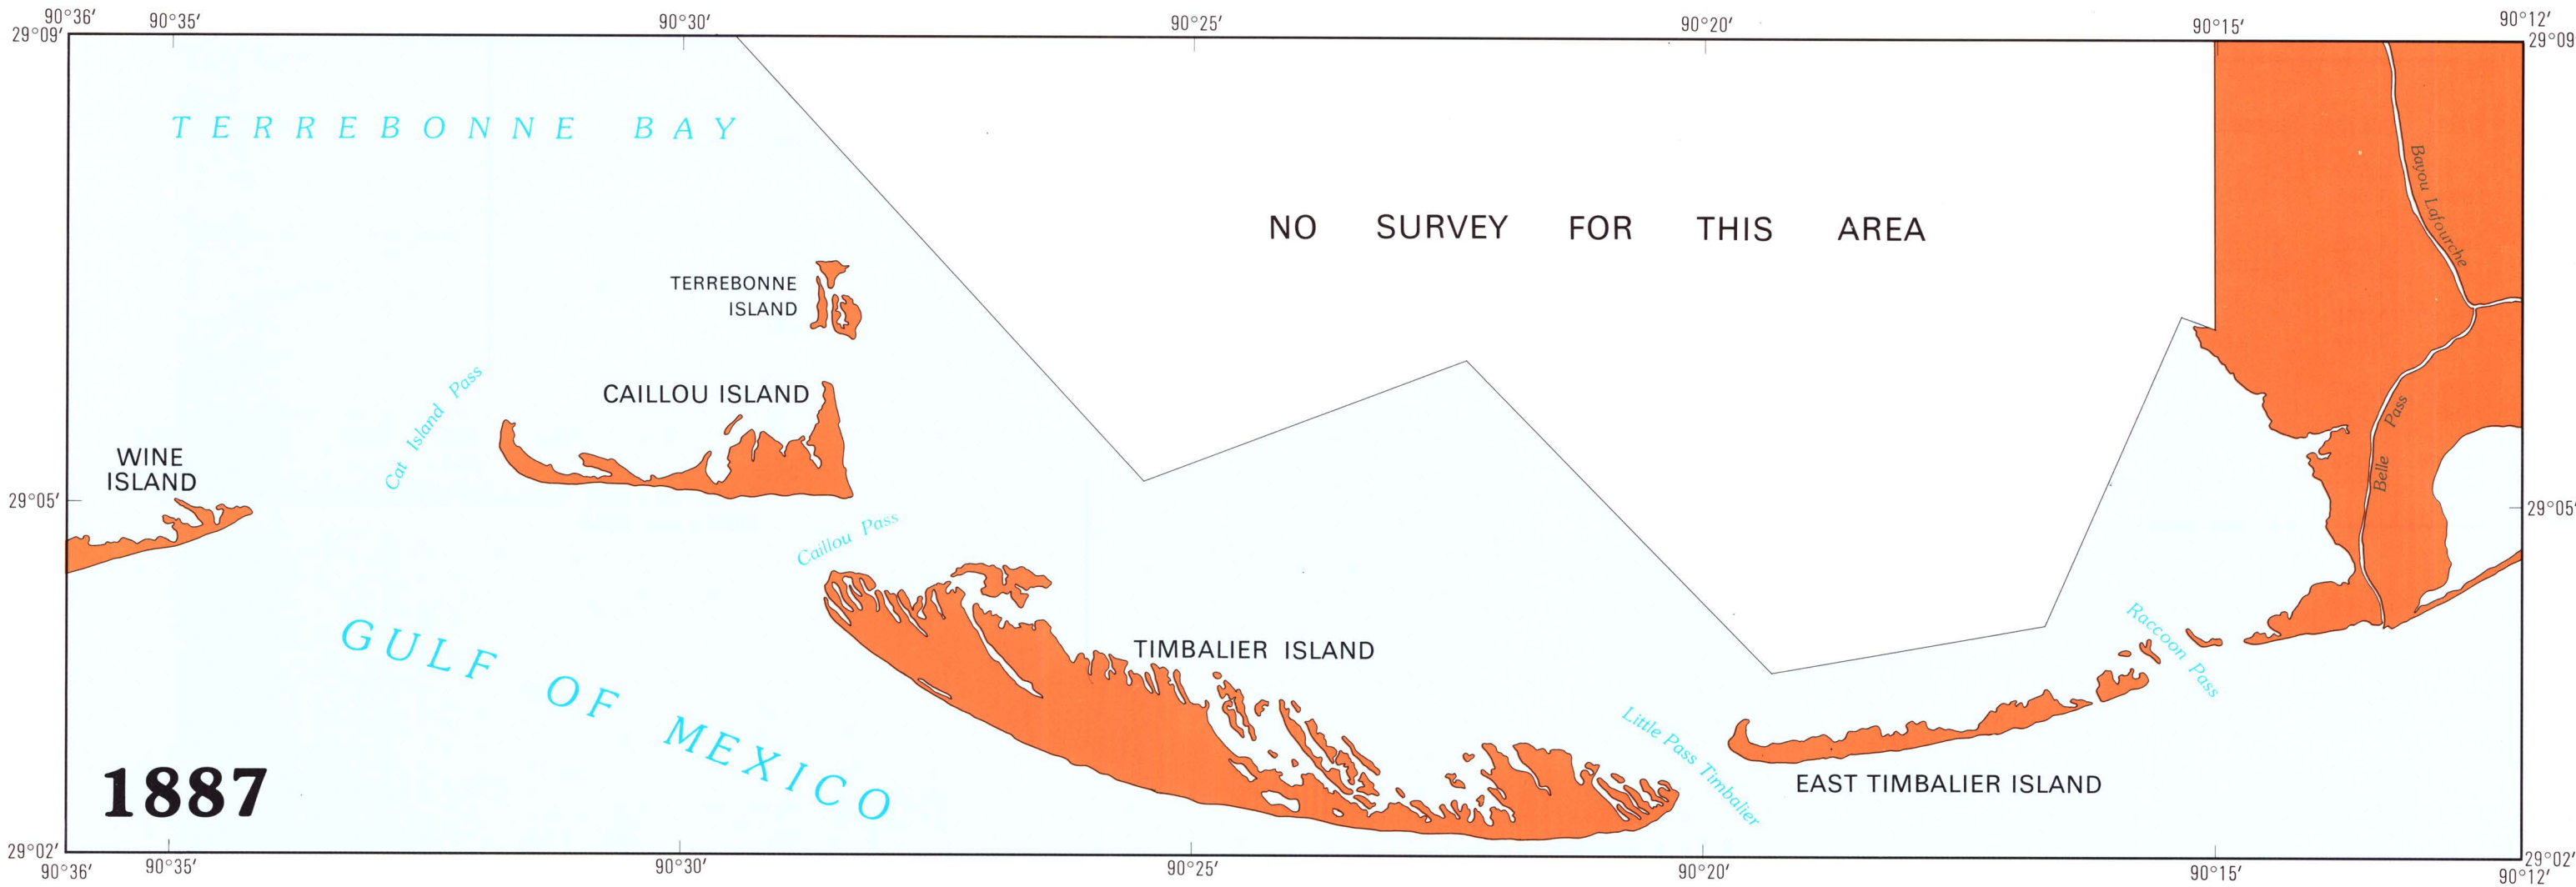 90°36′ 90°35′ 90°30′ 90°25′ 90°20′ 90°15′ 90°12′
29°09′ 29°09
TERREBONNE BAY
Bayou Lafourche
NO SURVEY FOR THIS AREA
TERREBONNE
ISLAND
Cat Island Pass
CAILLOU ISLAND
Belle Pass
WINE
ISLAND
29°05′ 29°05′
Caillou Pass
GULF OF MEXICO
TIMBALIER ISLAND
Raccoon Pass
Little Pass Timbalier
EAST TIMBALIER ISLAND
1887
29°02′ 29°02′
90°36′ 90°35′ 90°30′ 90°25′ 90°20′ 90°15′ 90°12′